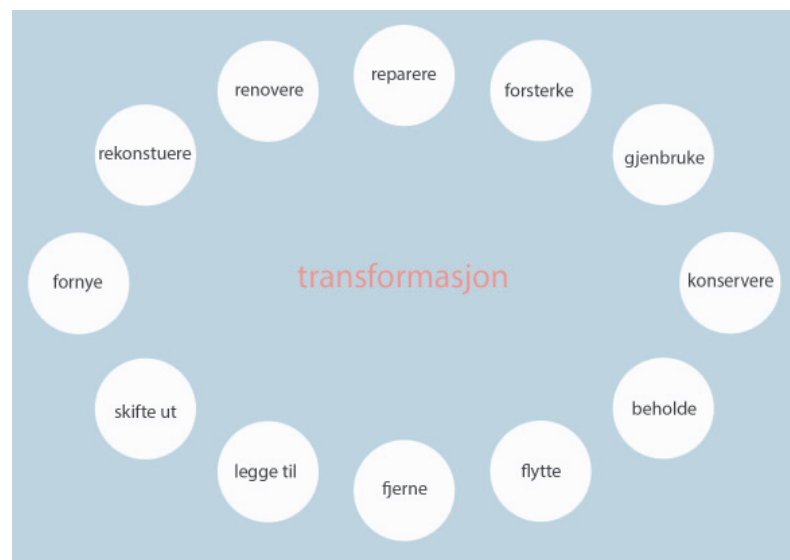 reparere
renovere
forsterke
rekonstuere
gjenbruke
fornye
transformasjon
konservere
skifte ut
beholde
legge til
fjerne
flytte